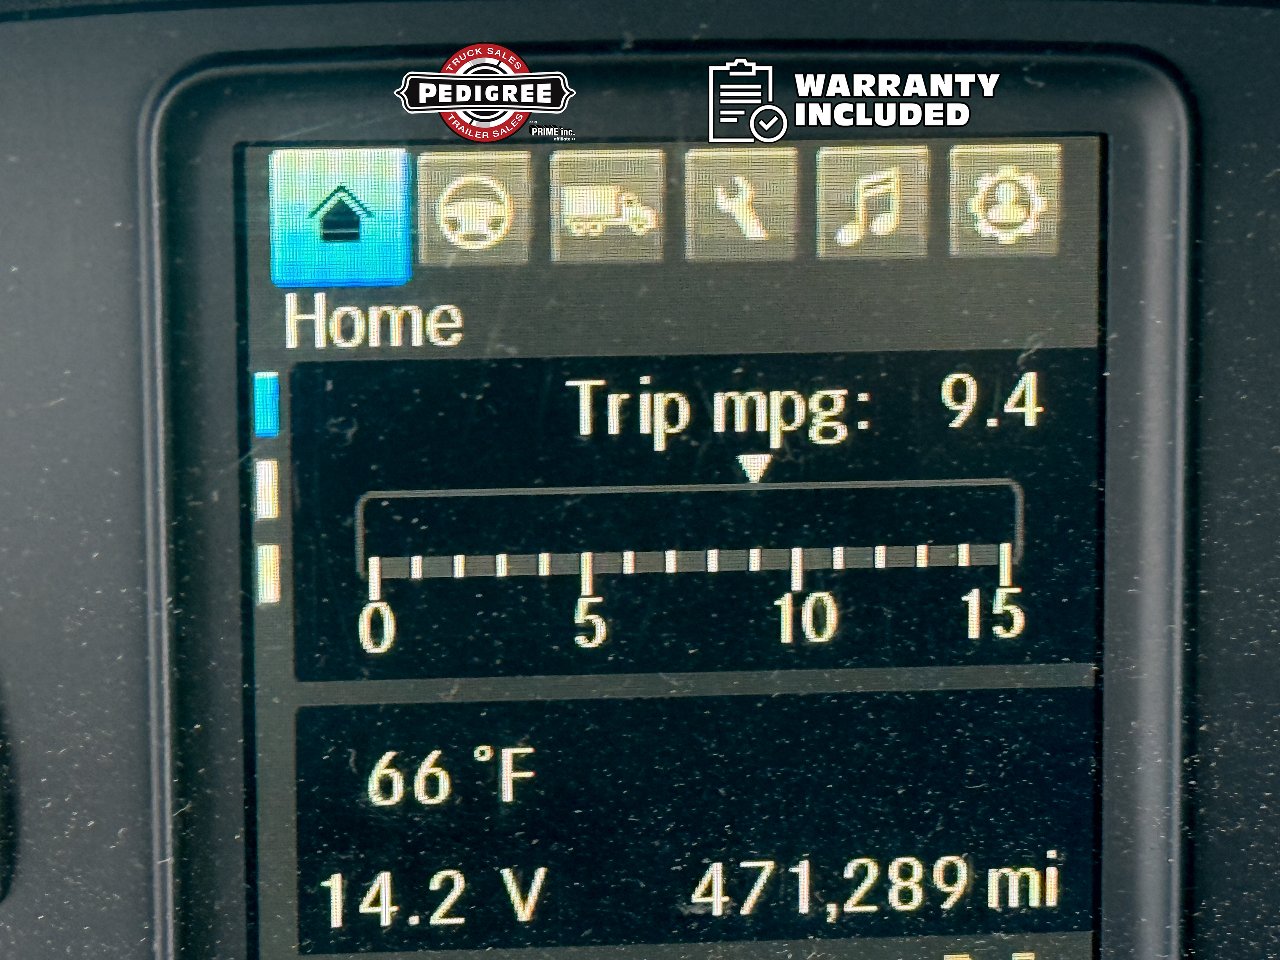 TRUCK SALES
PEDIGREE
TRAILER SALES
PRIME inc.
WARRANTY
INCLUDED
Home
Trip mpg: 9.4
0 5 10 15
66 °F
14.2 V 471,289 mi